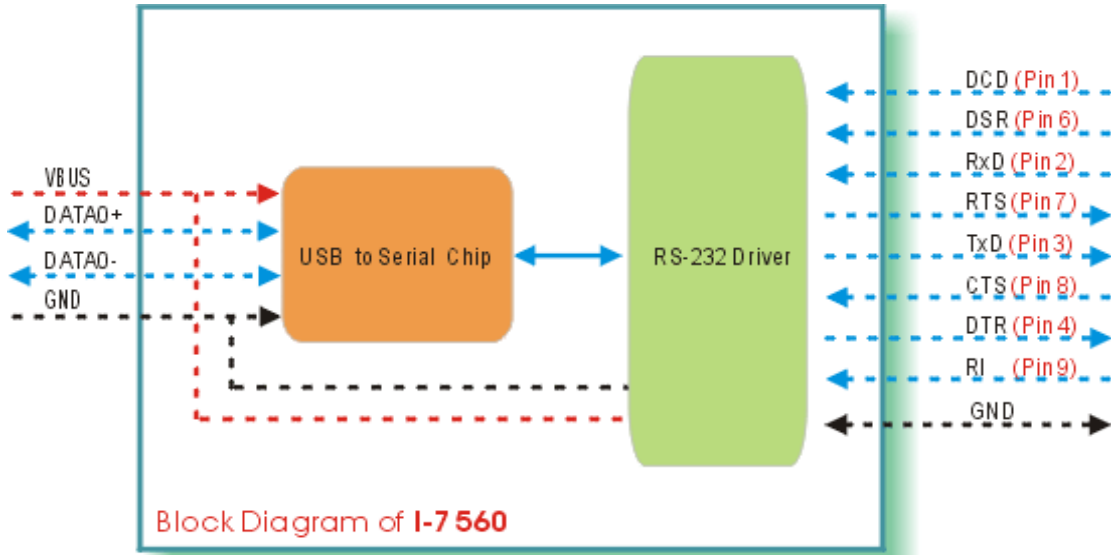 VBUS
DATA0+
DATA0-
GND
USB to Serial Chip
RS-232 Driver
DCD (Pin 1)
DSR (Pin 6)
RxD (Pin 2)
RTS (Pin 7)
TxD (Pin 3)
CTS (Pin 8)
DTR (Pin 4)
RI (Pin 9)
GND
Block Diagram of I-7560